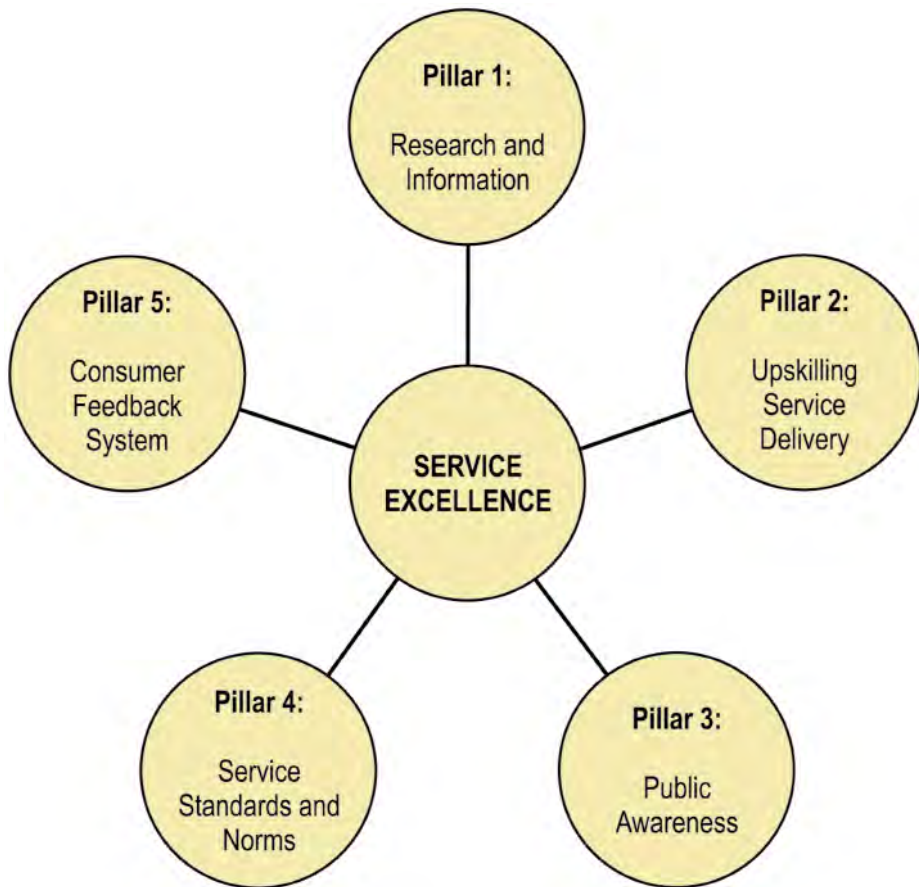 Pillar 1:
Research and
Information
Pillar 2:
Upskilling
Service
Delivery
Pillar 3:
Public
Awareness
Pillar 4:
Service
Standards and
Norms
Pillar 5:
Consumer
Feedback
System
SERVICE
EXCELLENCE